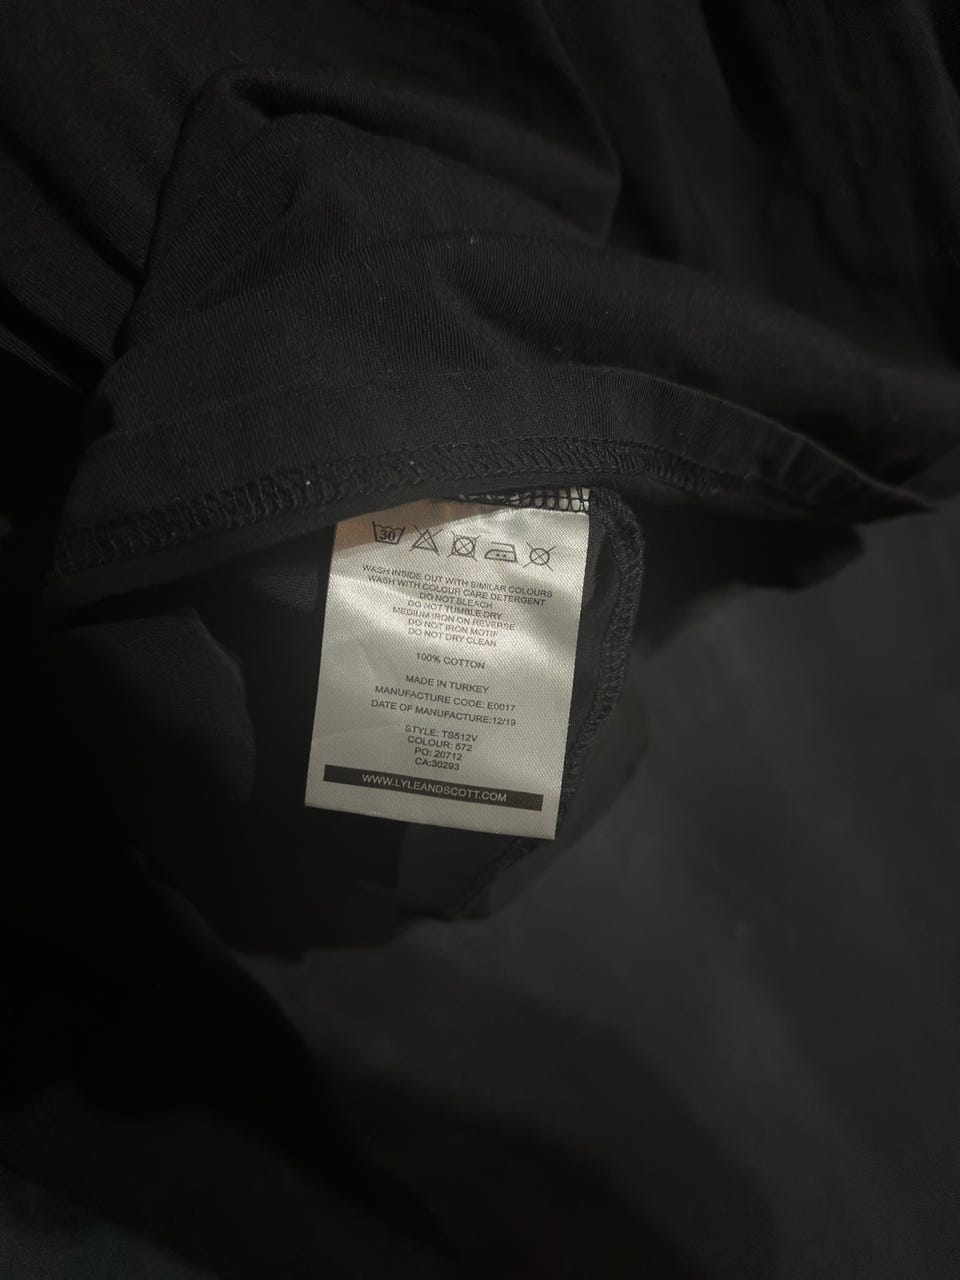 30
WASH INSIDE OUT WITH SIMILAR COLOURS
WASH WITH COLOUR CARE DETERGENT
DO NOT BLEACH
DO NOT TUMBLE DRY
MEDIUM IRON ON REVERSE
DO NOT IRON MOTIF
DO NOT DRY CLEAN
100% COTTON
MADE IN TURKEY
MANUFACTURE CODE: E0017
DATE OF MANUFACTURE:12/19
STYLE: TS512V
COLOUR: 572
PO: 20712
CA:30293
WWW.LYLEANDSCOTT.COM